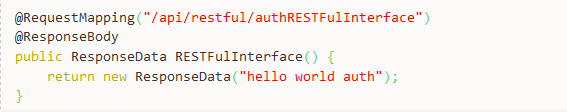 @RequestMapping("/api/restful/authRESTFulInterface")
@ResponseBody
public ResponseData RESTFulInterface() {
    return new ResponseData("hello world auth");
}